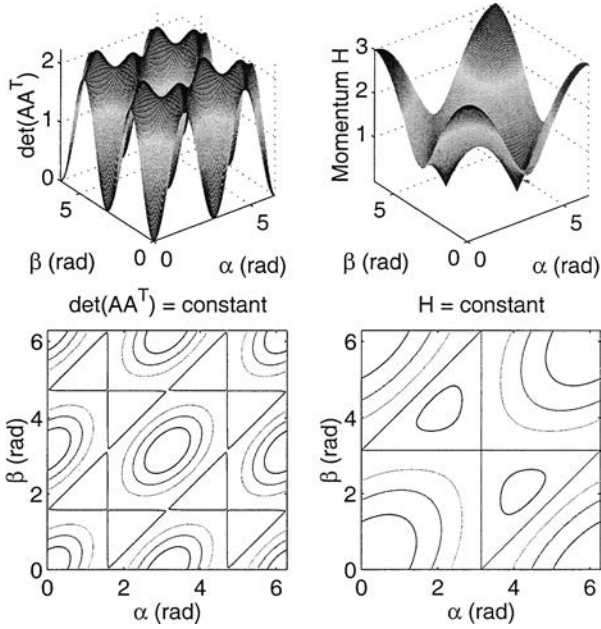 det(AA^T)
2
1
0
5
β (rad)
0
0
5
α (rad)
Momentum H
3
2
1
5
β (rad)
0
0
5
α (rad)
det(AA^T) = constant
6
4
2
0
β (rad)
0
2
4
6
α (rad)
H = constant
6
4
2
0
β (rad)
0
2
4
6
α (rad)